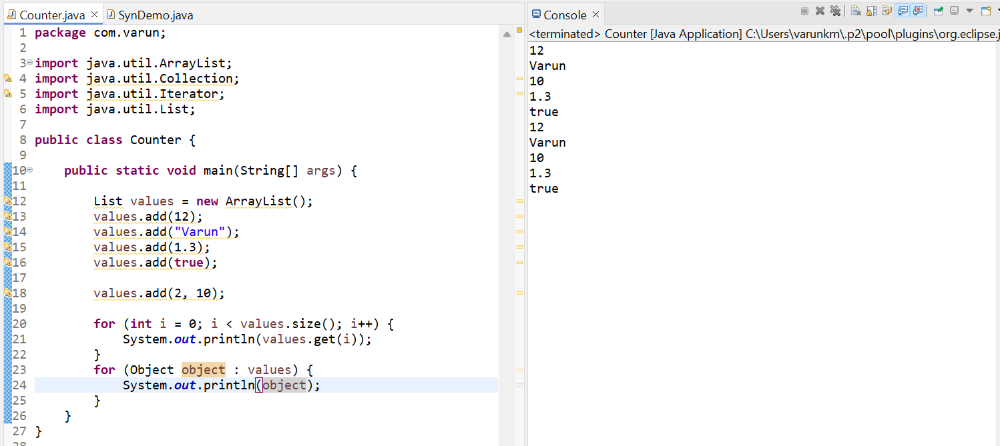 Counter.java SynDemo.java
1 package com.varun;
2
3 import java.util.ArrayList;
4 import java.util.Collection;
5 import java.util.Iterator;
6 import java.util.List;
7
8 public class Counter {
9
10 public static void main(String[] args) {
11
12 List values = new ArrayList();
13 values.add(12);
14 values.add("Varun");
15 values.add(1.3);
16 values.add(true);
17
18 values.add(2, 10);
19
20 for (int i = 0; i < values.size(); i++) {
21 System.out.println(values.get(i));
22 }
23 for (Object object : values) {
24 System.out.println(object);
25 }
26 }
27 }
28
Console
<terminated> Counter [Java Application] C:\Users\varunkm\.p2\pool\plugins\org.eclipse.j
12
Varun
10
1.3
true
12
Varun
10
1.3
true